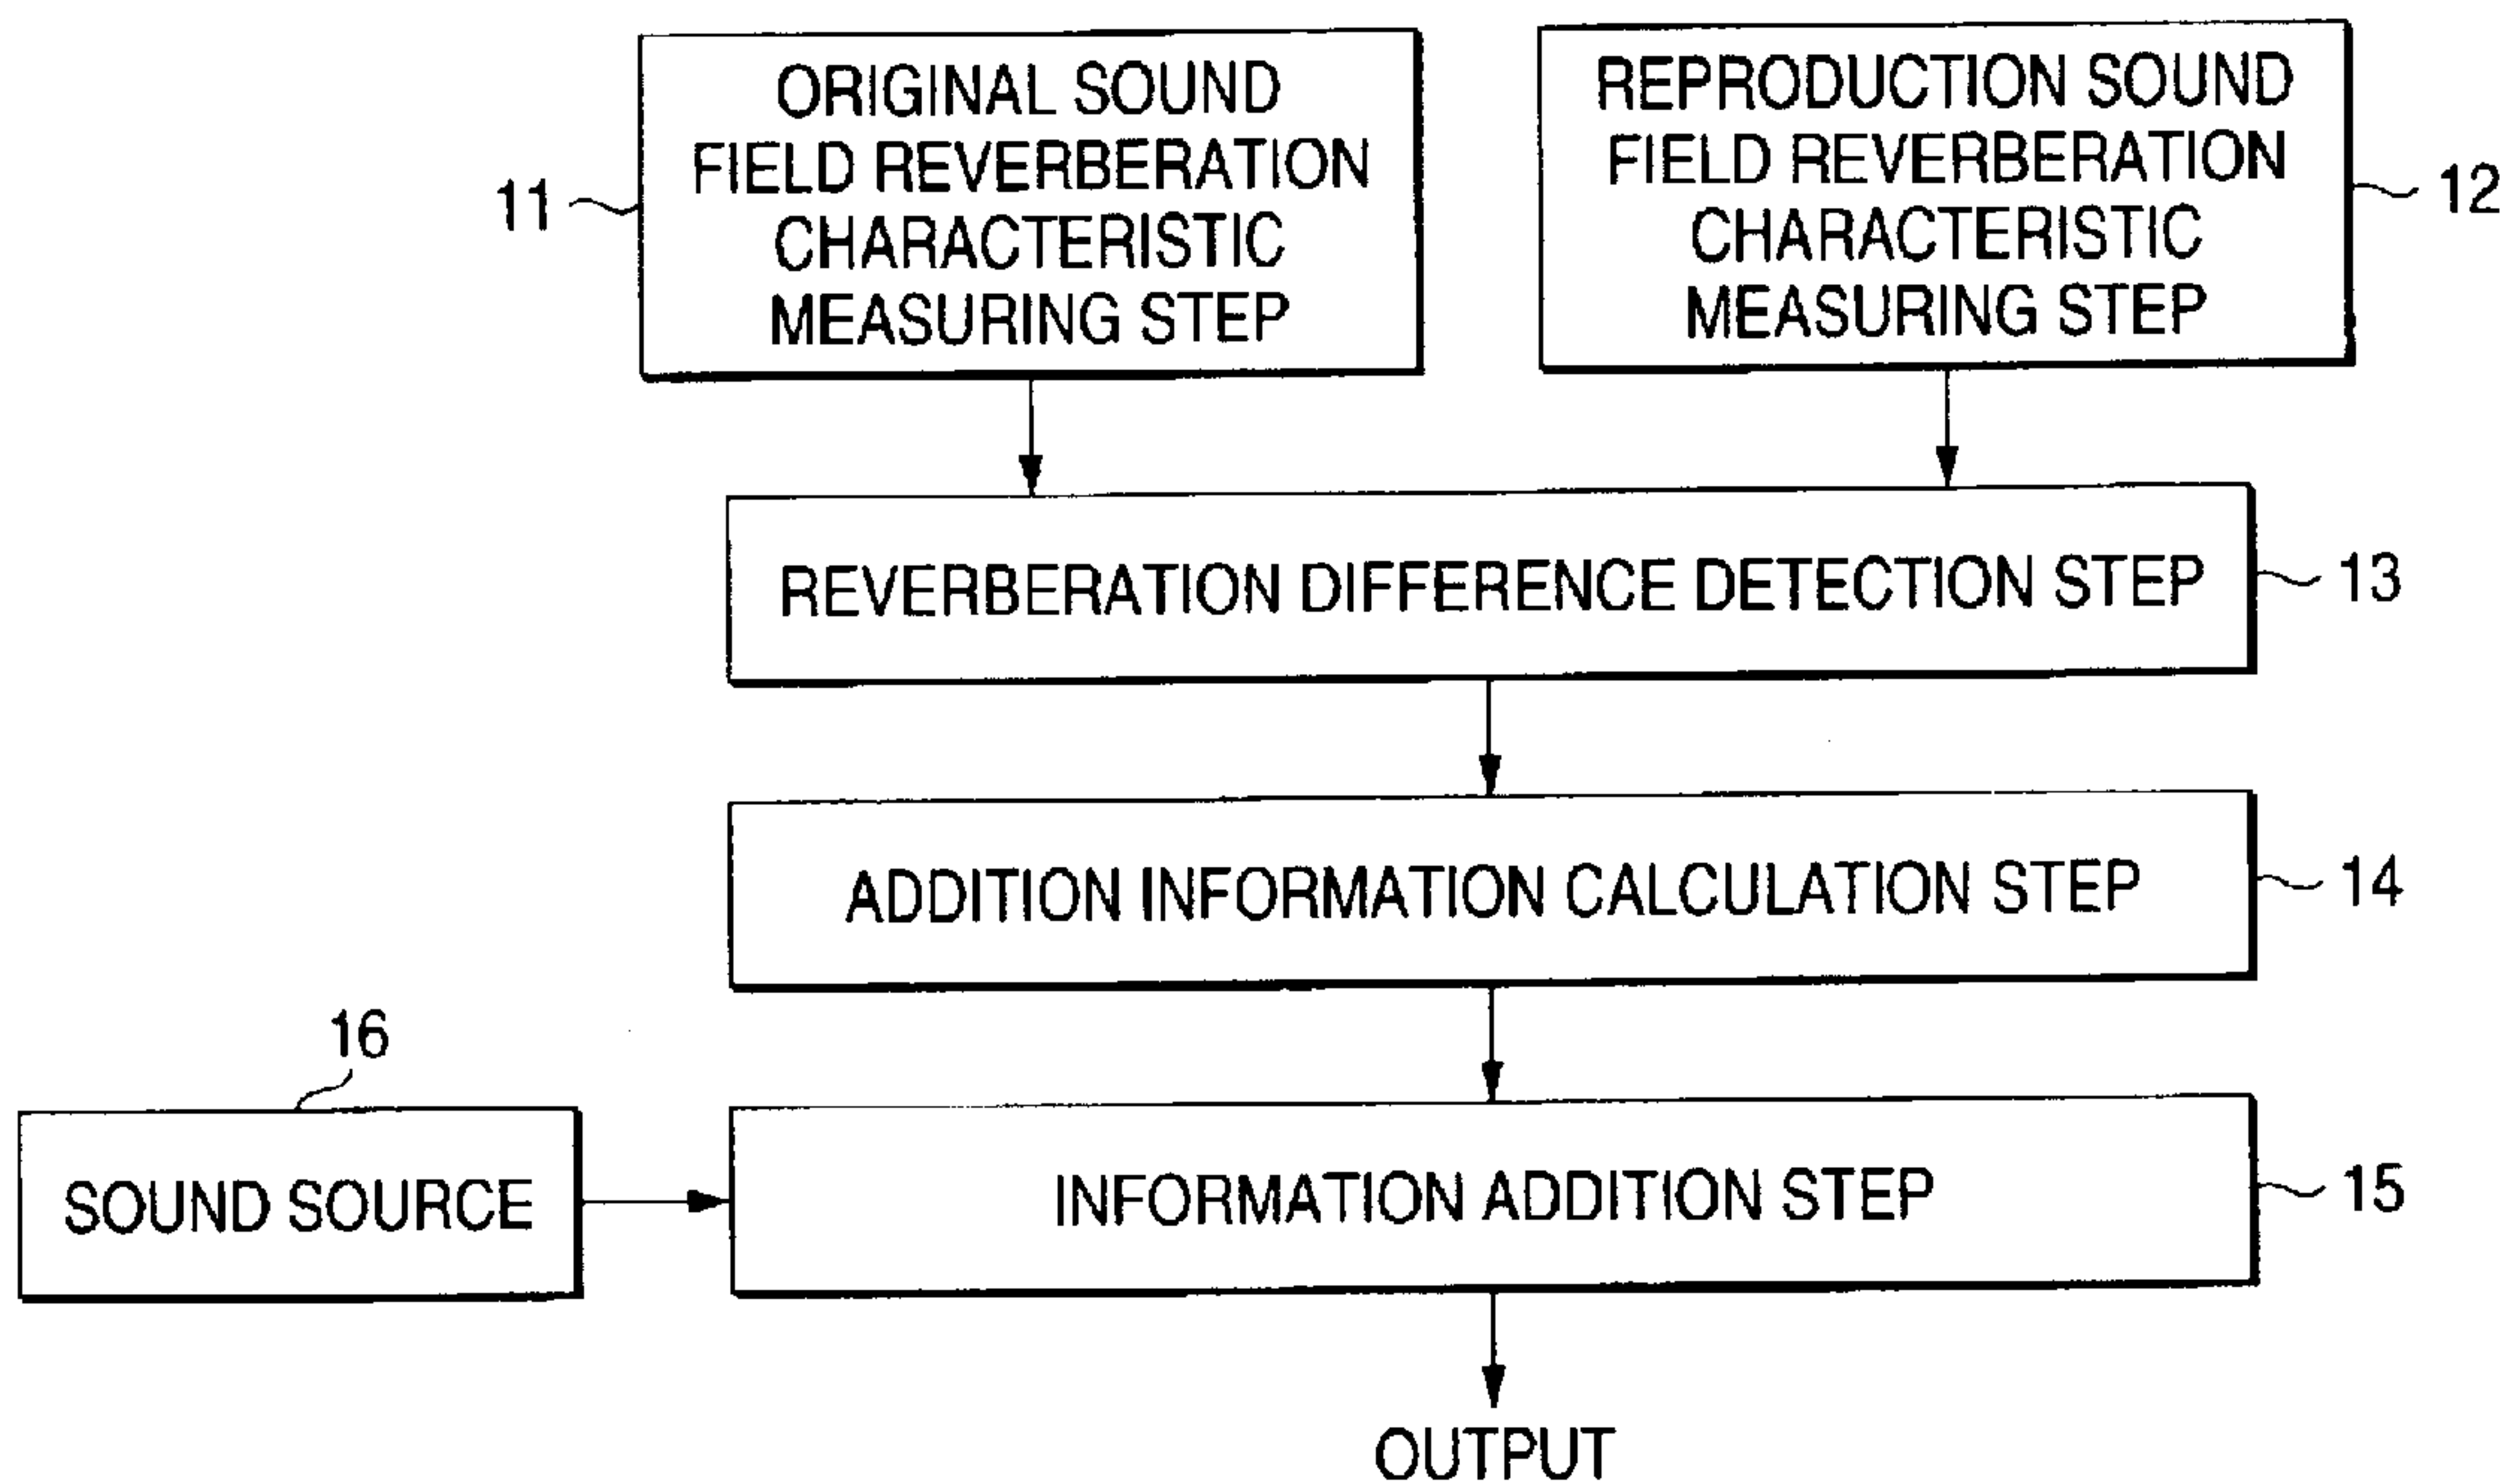 ORIGINAL SOUND
FIELD REVERBERATION
CHARACTERISTIC
MEASURING STEP
11
REPRODUCTION SOUND
FIELD REVERBERATION
CHARACTERISTIC
MEASURING STEP
12
REVERBERATION DIFFERENCE DETECTION STEP
13
ADDITION INFORMATION CALCULATION STEP
14
16
SOUND SOURCE
INFORMATION ADDITION STEP
15
OUTPUT